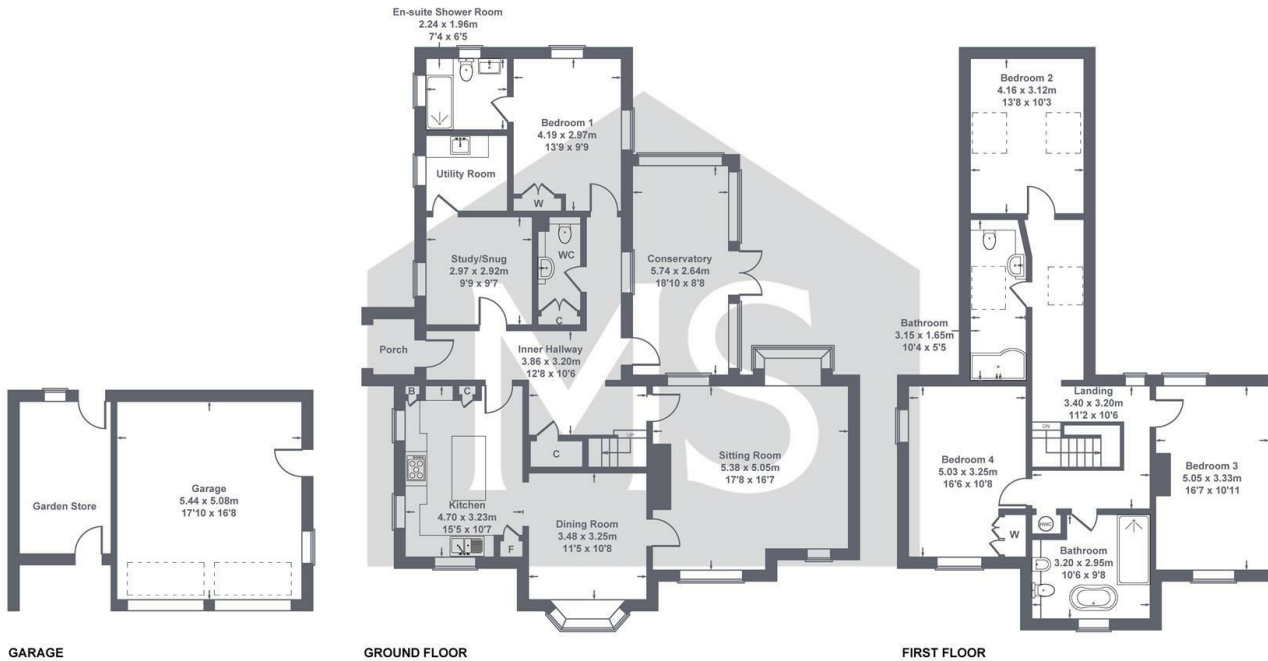 En-suite Shower Room
2.24 x 1.96m
7'4 x 6'5
Bedroom 1
4.19 x 2.97m
13'9 x 9'9
Utility Room
W
Study/Snug
2.97 x 2.92m
9'9 x 9'7
WC
C
Conservatory
5.74 x 2.64m
18'10 x 8'8
Porch
Inner Hallway
3.86 x 3.20m
12'8 x 10'6
MS
B
C
UP
C
Sitting Room
5.38 x 5.05m
17'8 x 16'7
Kitchen
4.70 x 3.23m
15'5 x 10'7
F
Dining Room
3.48 x 3.25m
11'5 x 10'8
Garden Store
Garage
5.44 x 5.08m
17'10 x 16'8
Bedroom 2
4.16 x 3.12m
13'8 x 10'3
Bathroom
3.15 x 1.65m
10'4 x 5'5
Landing
3.40 x 3.20m
11'2 x 10'6
DN
Bedroom 4
5.03 x 3.25m
16'6 x 10'8
Bedroom 3
5.05 x 3.33m
16'7 x 10'11
HWC
W
Bathroom
3.20 x 2.95m
10'6 x 9'8
GARAGE
GROUND FLOOR
FIRST FLOOR